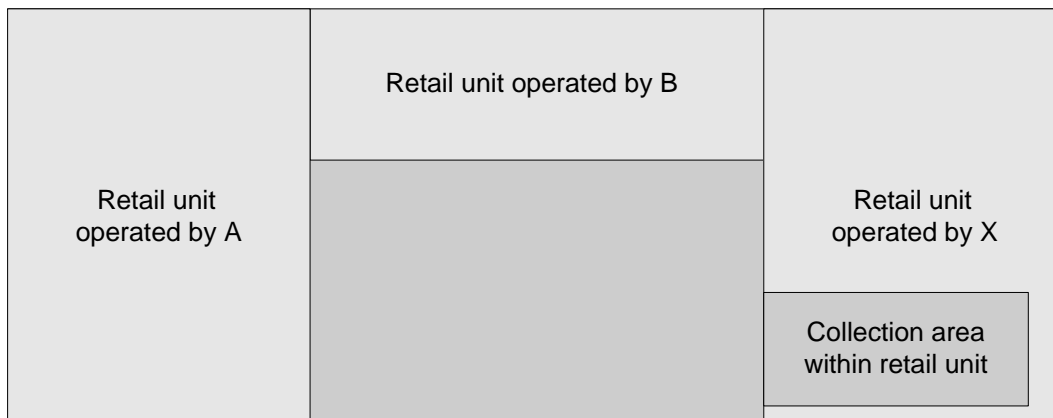 Retail unit operated by B
Retail unit
operated by A
Retail unit
operated by X
Collection area
within retail unit